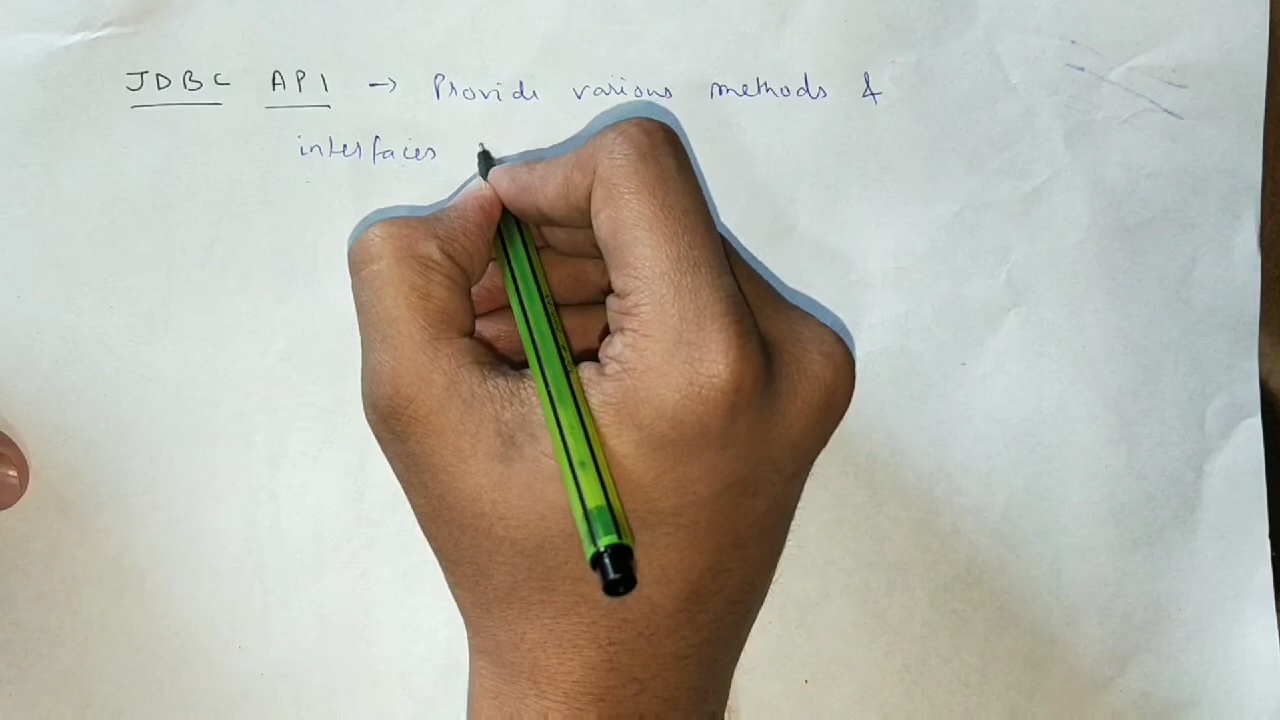 JDBC API → Provide various methods &
interfaces